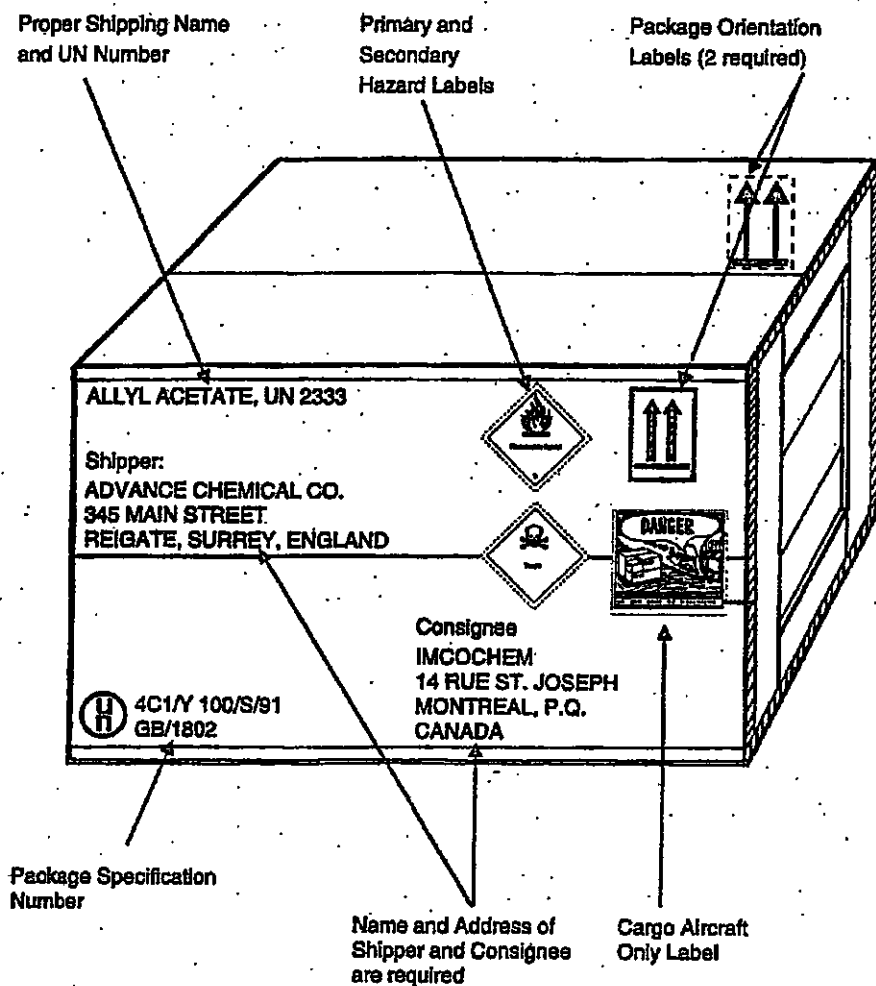 Proper Shipping Name
and UN Number
Primary and
Secondary
Hazard Labels
Package Orientation
Labels (2 required)
ALLYL ACETATE, UN 2333
Shipper:
ADVANCE CHEMICAL CO.
345 MAIN STREET
REIGATE, SURREY, ENGLAND
DANGER
Consignee
IMCOCHEM
14 RUE ST. JOSEPH
MONTREAL, P.Q.
CANADA
un
4C1/Y 100/S/91
GB/1802
Package Specification
Number
Name and Address of
Shipper and Consignee
are required
Cargo Aircraft
Only Label